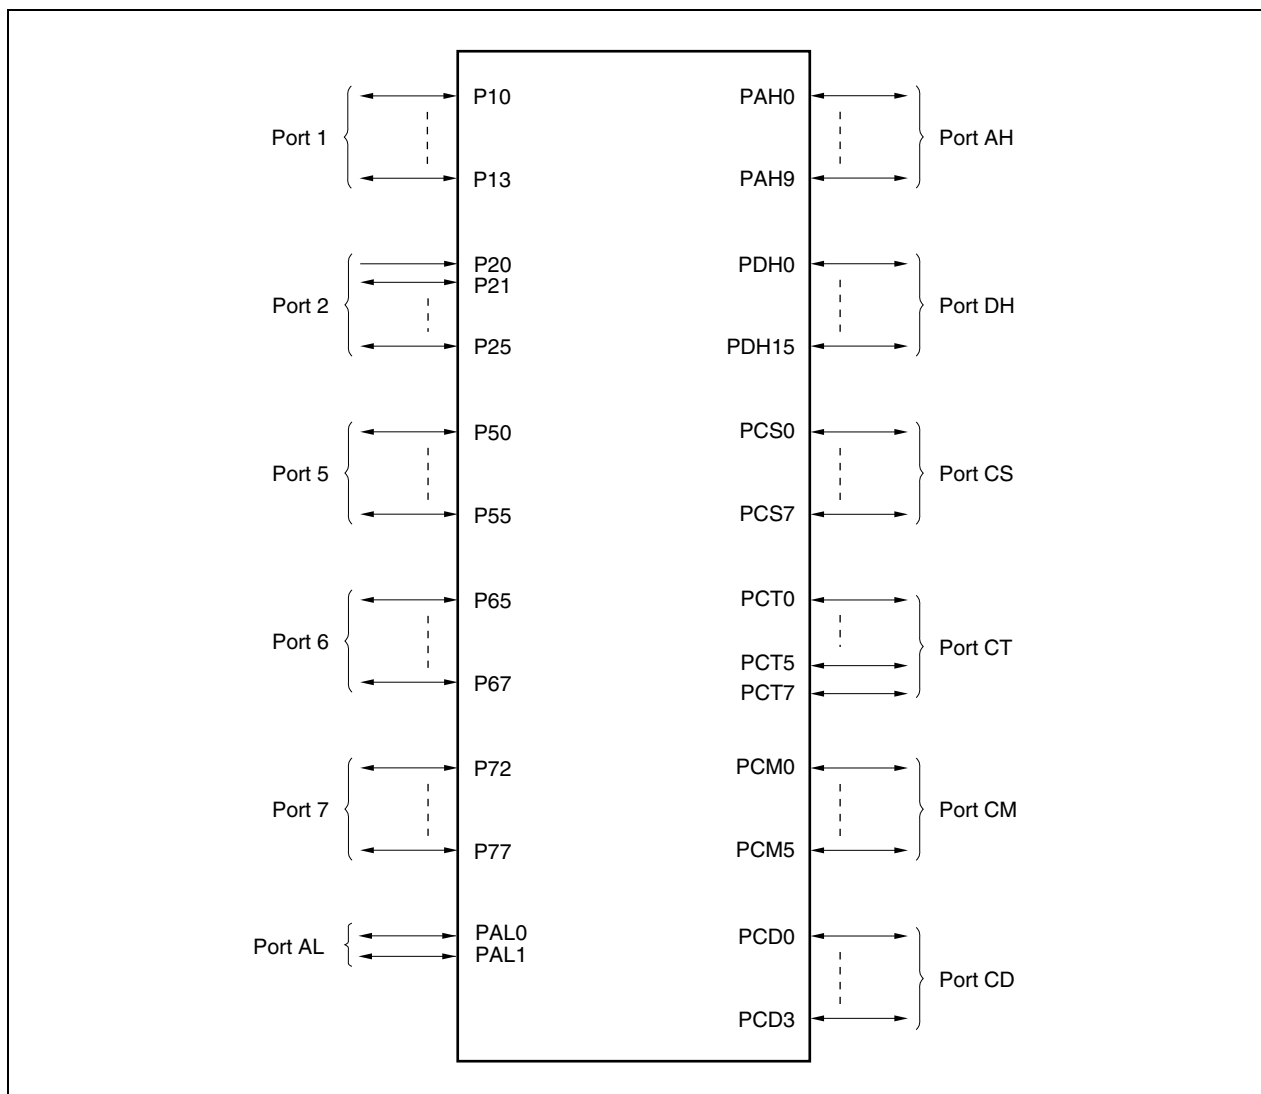 Port 1
P10
P13
Port 2
P20
P21
P25
Port 5
P50
P55
Port 6
P65
P67
Port 7
P72
P77
Port AL
PAL0
PAL1
PAH0
PAH9
Port AH
PDH0
PDH15
Port DH
PCS0
PCS7
Port CS
PCT0
PCT5
PCT7
Port CT
PCM0
PCM5
Port CM
PCD0
PCD3
Port CD